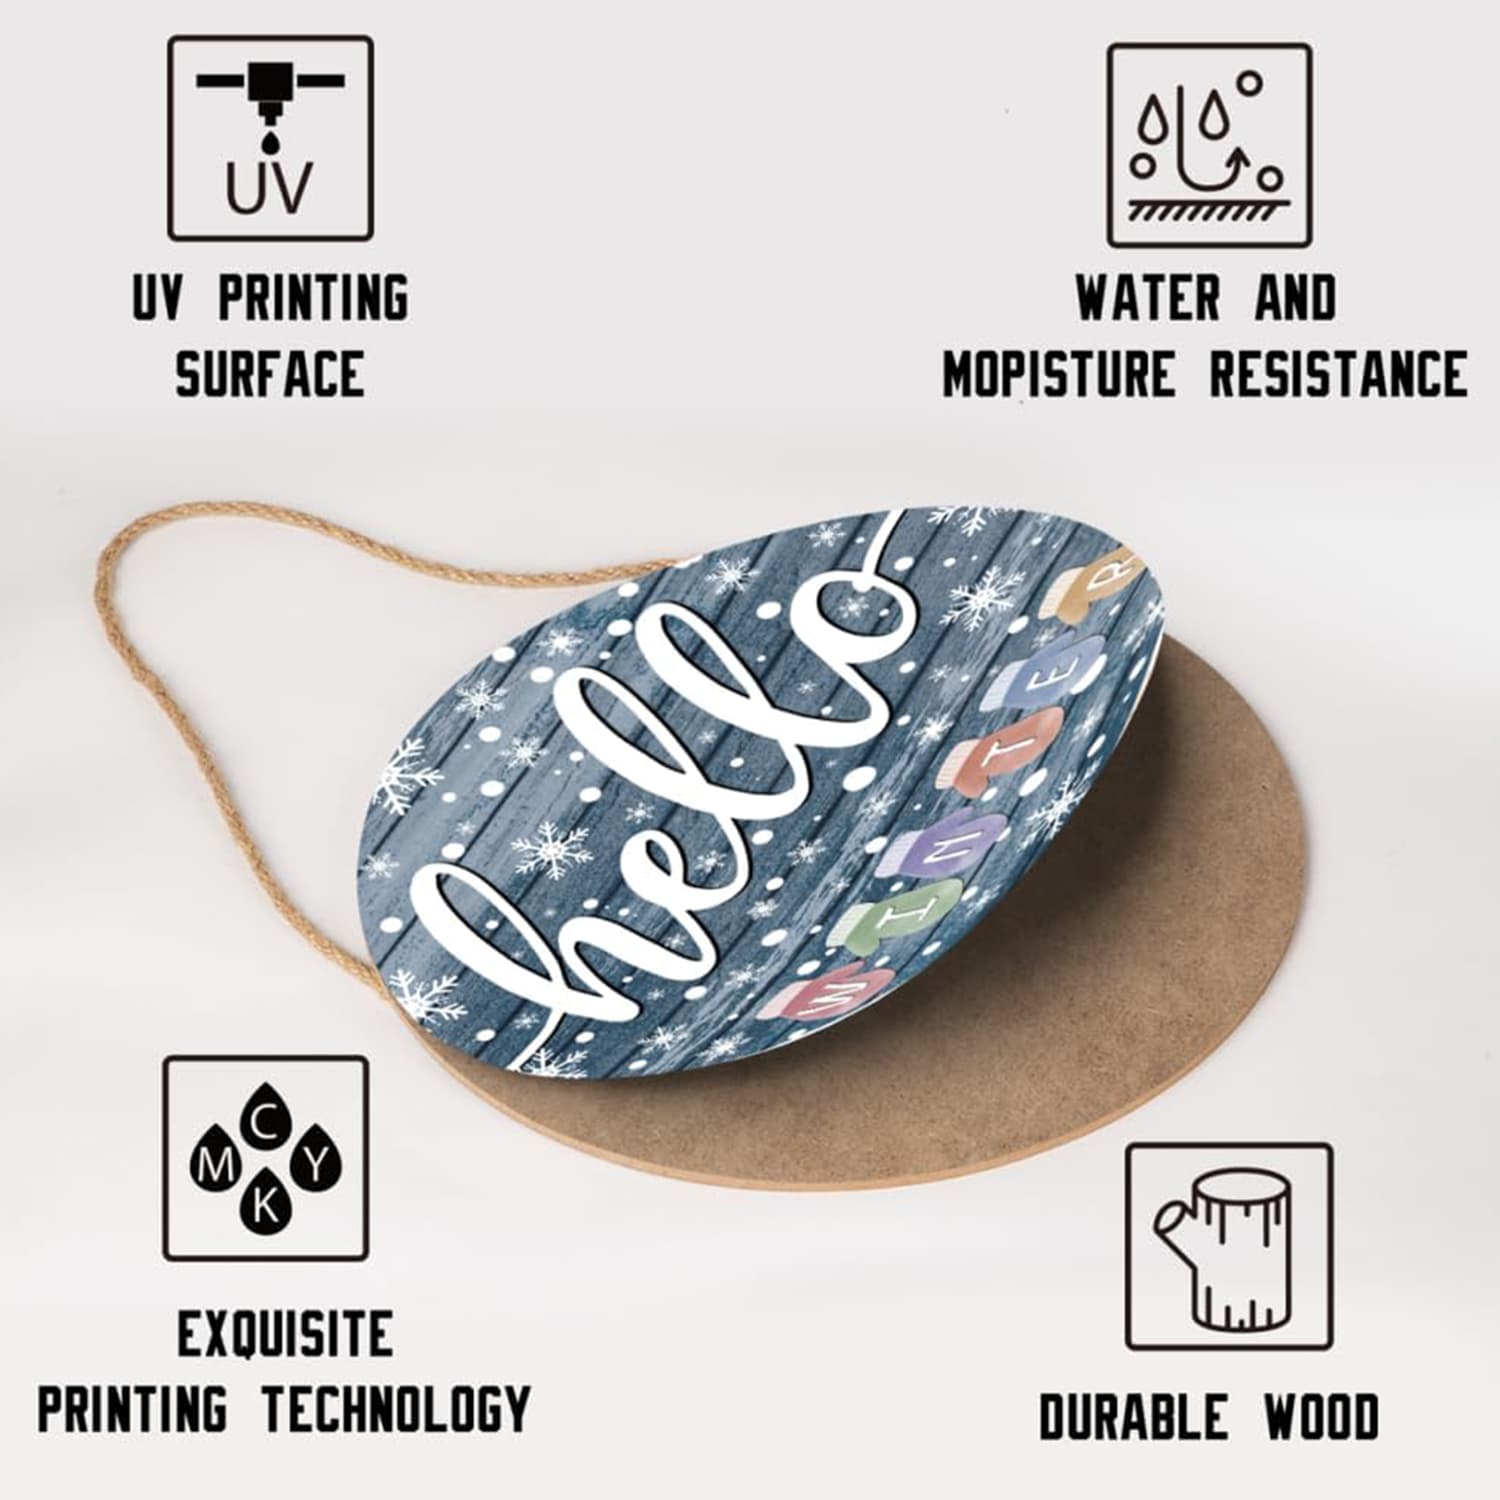 UV
UV PRINTING
SURFACE
WATER AND
MOPISTURE RESISTANCE
hello
WINTER
C
M Y
K
EXQUISITE
PRINTING TECHNOLOGY
DURABLE WOOD